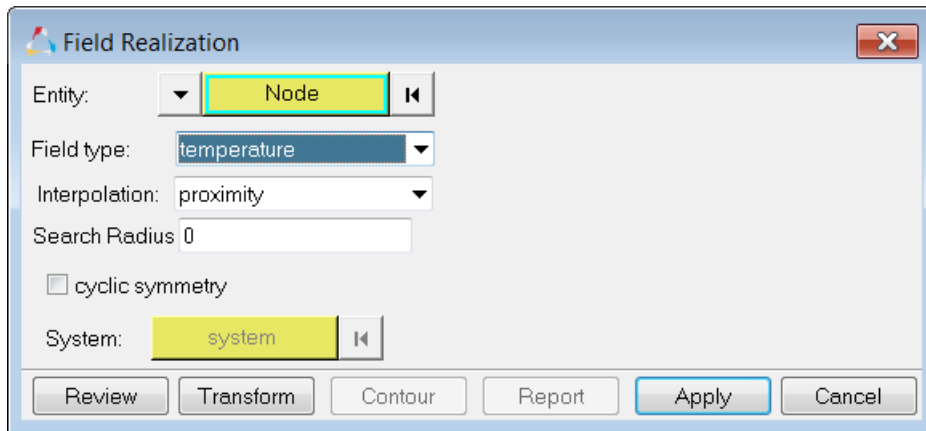 Field Realization
Entity: Node
Field type: temperature
Interpolation: proximity
Search Radius 0
cyclic symmetry
System: system
Review Transform Contour Report Apply Cancel